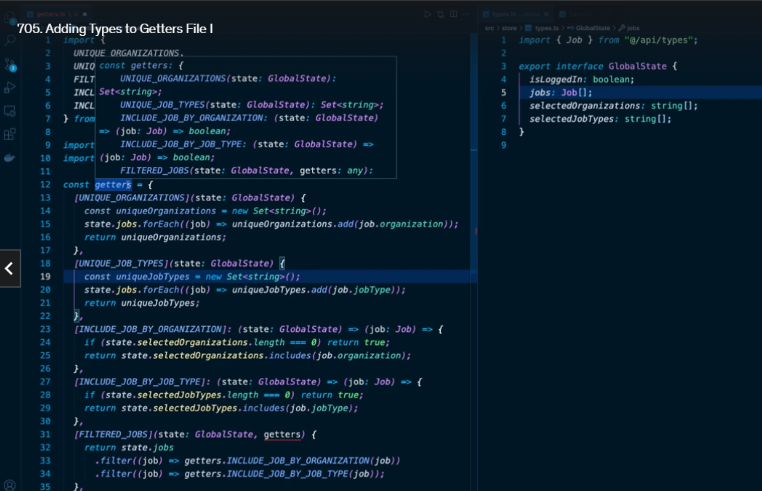 705. Adding Types to Getters File I
src > store > types.ts > GlobalState > jobs
1 import {
2 UNIQUE_ORGANIZATIONS,
3 UNIQ
4 FILT
5 INCL
6 INCL
7 } from
8
9 import
10 import
11
const getters: {
UNIQUE_ORGANIZATIONS(state: GlobalState):
Set<string>;
UNIQUE_JOB_TYPES(state: GlobalState): Set<string>;
INCLUDE_JOB_BY_ORGANIZATION: (state: GlobalState)
=> (job: Job) => boolean;
INCLUDE_JOB_BY_JOB_TYPE: (state: GlobalState) =>
(job: Job) => boolean;
FILTERED_JOBS(state: GlobalState, getters: any):
12 const getters = {
13 [UNIQUE_ORGANIZATIONS](state: GlobalState) {
14 const uniqueOrganizations = new Set<string>();
15 state.jobs.forEach((job) => uniqueOrganizations.add(job.organization));
16 return uniqueOrganizations;
17 },
18 [UNIQUE_JOB_TYPES](state: GlobalState) {
19 const uniqueJobTypes = new Set<string>();
20 state.jobs.forEach((job) => uniqueJobTypes.add(job.jobType));
21 return uniqueJobTypes;
22 },
23 [INCLUDE_JOB_BY_ORGANIZATION]: (state: GlobalState) => (job: Job) => {
24 if (state.selectedOrganizations.length === 0) return true;
25 return state.selectedOrganizations.includes(job.organization);
26 },
27 [INCLUDE_JOB_BY_JOB_TYPE]: (state: GlobalState) => (job: Job) => {
28 if (state.selectedJobTypes.length === 0) return true;
29 return state.selectedJobTypes.includes(job.jobType);
30 },
31 [FILTERED_JOBS](state: GlobalState, getters) {
32 return state.jobs
33 .filter((job) => getters.INCLUDE_JOB_BY_ORGANIZATION(job))
34 .filter((job) => getters.INCLUDE_JOB_BY_JOB_TYPE(job));
35 },
1 import { Job } from "@/api/types";
2
3 export interface GlobalState {
4 isLoggedIn: boolean;
5 jobs: Job[];
6 selectedOrganizations: string[];
7 selectedJobTypes: string[];
8 }
9